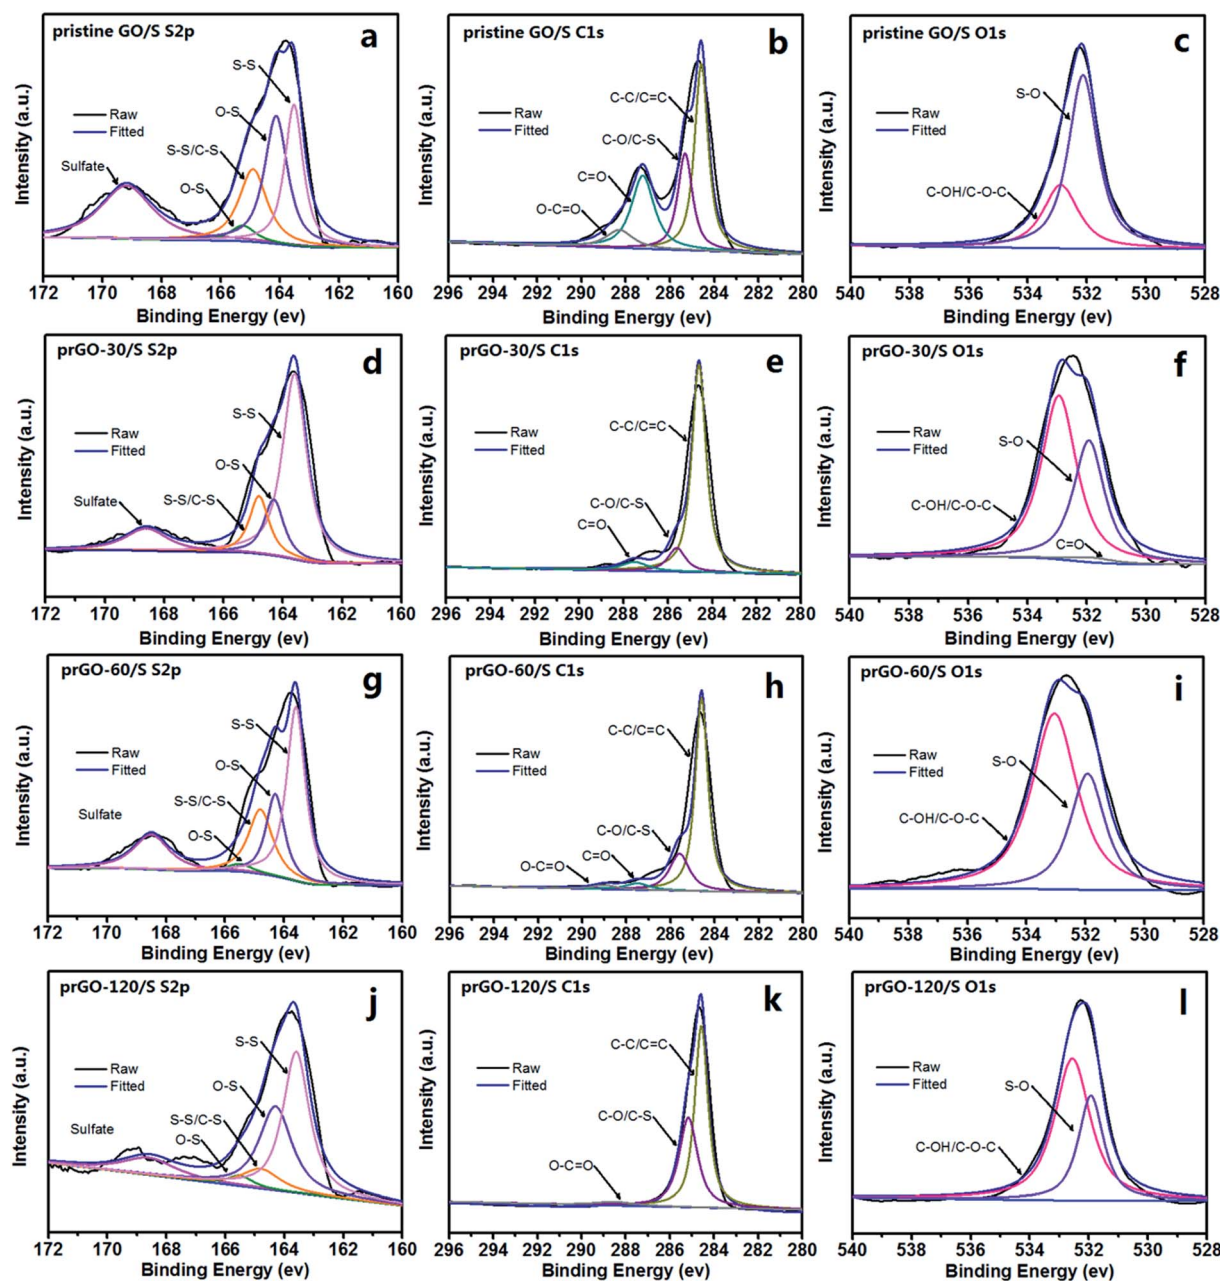 pristine GO/S S2p
a
Intensity (a.u.)
S-S
O-S
Raw
Fitted
S-S/C-S
Sulfate
O-S
172 170 168 166 164 162 160
Binding Energy (ev)
pristine GO/S C1s
b
Intensity (a.u.)
C-C/C=C
Raw
Fitted
C-O/C-S
C=O
O-C=O
296 294 292 290 288 286 284 282 280
Binding Energy (ev)
pristine GO/S O1s
c
Intensity (a.u.)
S-O
Raw
Fitted
C-OH/C-O-C
540 538 536 534 532 530 528
Binding Energy (ev)
prGO-30/S S2p
d
Intensity (a.u.)
S-S
Raw
Fitted
O-S
S-S/C-S
Sulfate
172 170 168 166 164 162 160
Binding Energy (ev)
prGO-30/S C1s
e
Intensity (a.u.)
C-C/C=C
Raw
Fitted
C-O/C-S
C=O
296 294 292 290 288 286 284 282 280
Binding Energy (ev)
prGO-30/S O1s
f
Intensity (a.u.)
Raw
Fitted
S-O
C-OH/C-O-C
C=O
540 538 536 534 532 530 528
Binding Energy (ev)
prGO-60/S S2p
g
Intensity (a.u.)
S-S
Raw
Fitted
O-S
S-S/C-S
Sulfate
O-S
172 170 168 166 164 162 160
Binding Energy (ev)
prGO-60/S C1s
h
Intensity (a.u.)
C-C/C=C
Raw
Fitted
C-O/C-S
C=O
O-C=O
296 294 292 290 288 286 284 282 280
Binding Energy (ev)
prGO-60/S O1s
i
Intensity (a.u.)
Raw
Fitted
S-O
C-OH/C-O-C
540 538 536 534 532 530 528
Binding Energy (ev)
prGO-120/S S2p
j
Intensity (a.u.)
S-S
Raw
Fitted
O-S
S-S/C-S
Sulfate
O-S
172 170 168 166 164 162 160
Binding Energy (ev)
prGO-120/S C1s
k
Intensity (a.u.)
C-C/C=C
Raw
Fitted
C-O/C-S
O-C=O
296 294 292 290 288 286 284 282 280
Binding Energy (ev)
prGO-120/S O1s
l
Intensity (a.u.)
Raw
Fitted
S-O
C-OH/C-O-C
540 538 536 534 532 530 528
Binding Energy (ev)